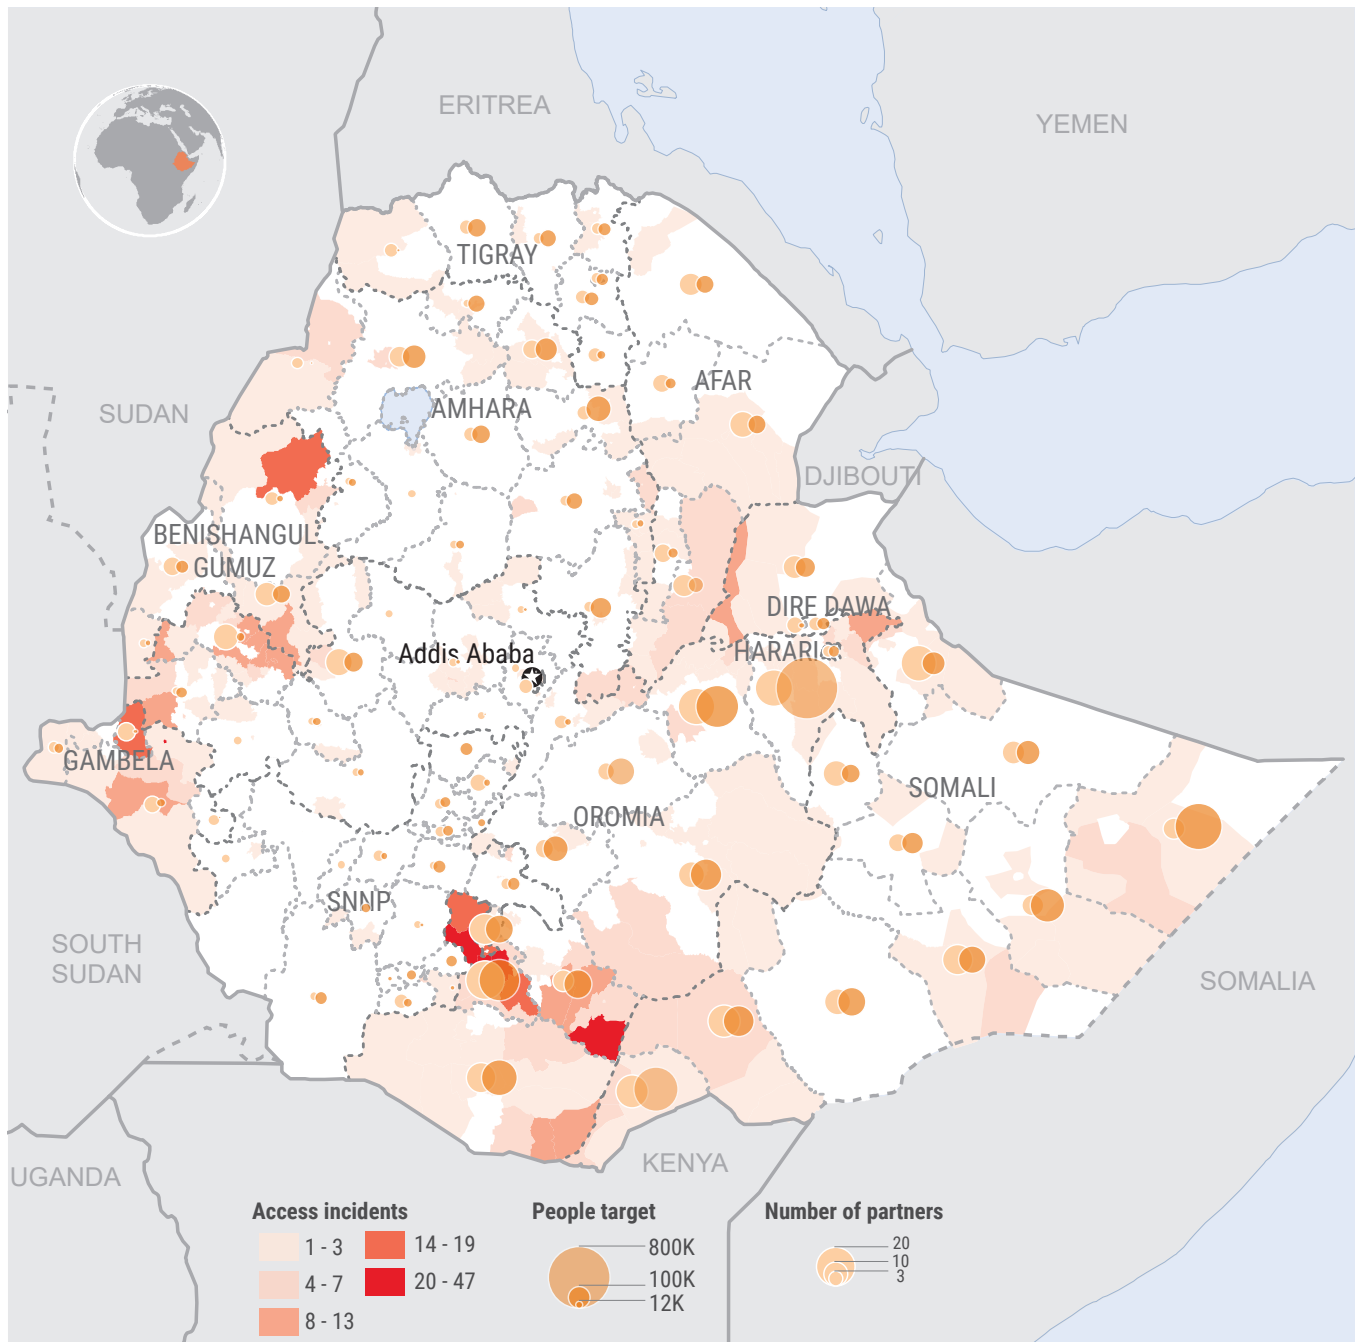 ERITREA
YEMEN
TIGRAY
AFAR
SUDAN
AMHARA
DJIBOUTI
BENISHANGUL
GUMUZ
DIRE DAWA
Addis Ababa
HARARI
GAMBELA
SOMALI
OROMIA
SNNP
SOUTH
SUDAN
SOMALIA
KENYA
UGANDA
Access incidents
1 - 3
4 - 7
8 - 13
14 - 19
20 - 47
People target
800K
100K
12K
Number of partners
20
10
3